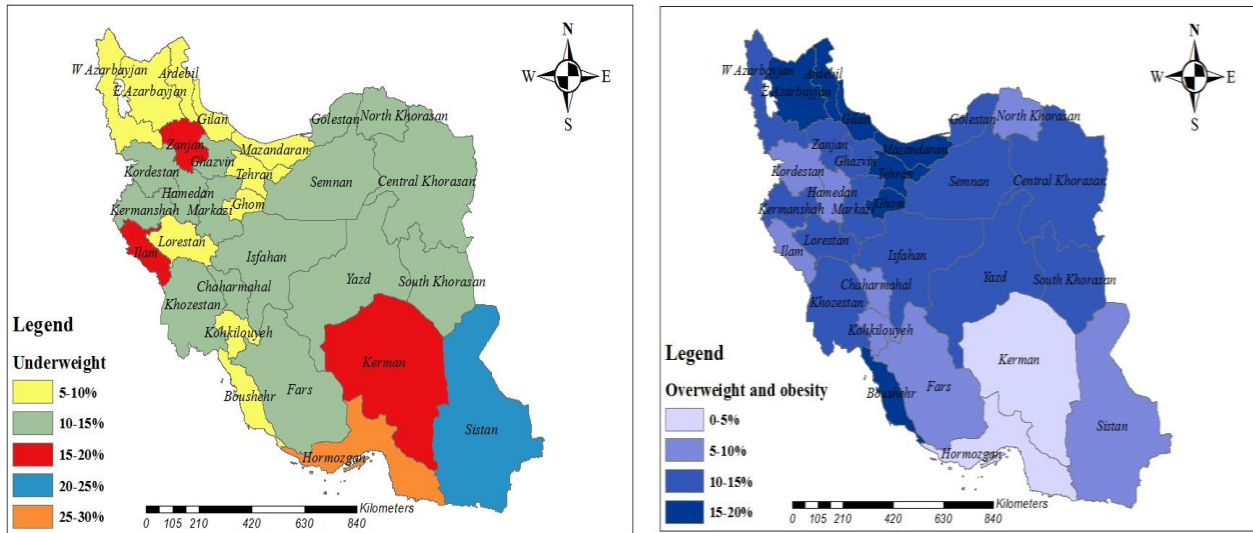 N
W E
S
W Azarbayjan
Ardebil
E Azarbayjan
Gilan
Zanjan
Ghazvin
Mazandaran
Golestan
North Khorasan
Kordestan
Tehran
Semnan
Central Khorasan
Hamedan
Kermanshah
Markazi
Ghom
Ilam
Lorestan
Isfahan
Yazd
South Khorasan
Chaharmahal
Khozestan
Kohkilouyeh
Kerman
Boushehr
Fars
Sistan
Hormozgan
Legend
Underweight
5-10%
10-15%
15-20%
20-25%
25-30%
Kilometers
0 105 210 420 630 840
N
W E
S
W Azarbayjan
Ardebil
E Azarbayjan
Gilan
Zanjan
Ghazvin
Mazandaran
Golestan
North Khorasan
Kordestan
Tehran
Semnan
Central Khorasan
Hamedan
Kermanshah
Markazi
Ghom
Ilam
Lorestan
Isfahan
Yazd
South Khorasan
Chaharmahal
Khozestan
Kohkilouyeh
Kerman
Boushehr
Fars
Sistan
Hormozgan
Legend
Overweight and obesity
0-5%
5-10%
10-15%
15-20%
Kilometers
0 105 210 420 630 840